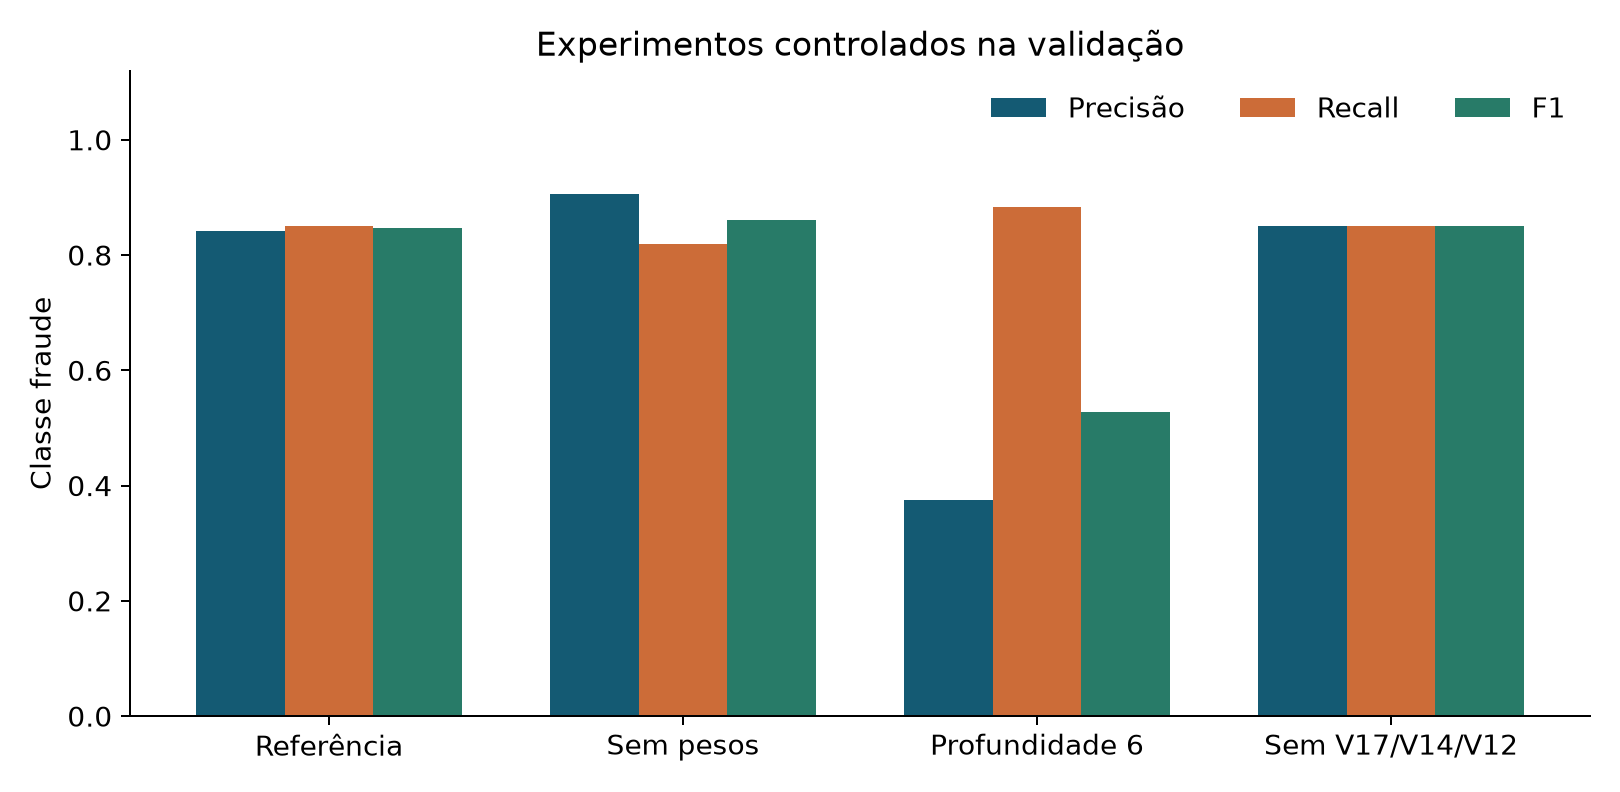 Experimentos controlados na validação
Precisão
Recall
F1
Classe fraude
1.0
0.8
0.6
0.4
0.2
0.0
Referência
Sem pesos
Profundidade 6
Sem V17/V14/V12